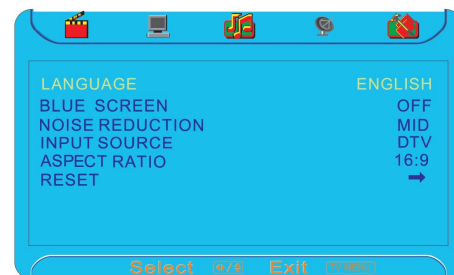 LANGUAGE ENGLISH
BLUE SCREEN OFF
NOISE REDUCTION MID
INPUT SOURCE DTV
ASPECT RATIO 16:9
RESET
Select Exit